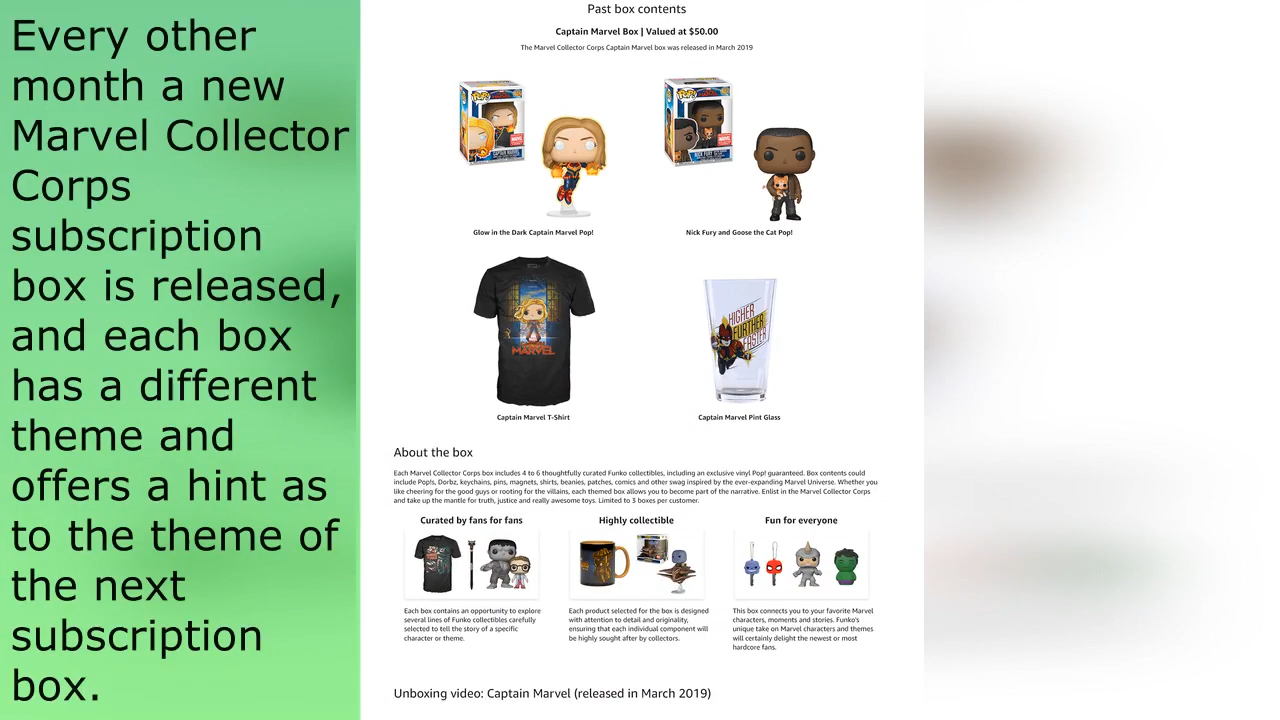 Every other
month a new
Marvel Collector
Corps
subscription
box is released,
and each box
has a different
theme and
offers a hint as
to the theme of
the next
subscription
box.
Past box contents
Captain Marvel Box | Valued at $50.00
The Marvel Collector Corps Captain Marvel box was released in March 2019
POP!
POP!
Glow in the Dark Captain Marvel Pop!
Nick Fury and Goose the Cat Pop!
MARVEL
HIGHER
FURTHER
FASTER
Captain Marvel T-Shirt
Captain Marvel Pint Glass
About the box
Each Marvel Collector Corps box includes 4 to 6 thoughtfully curated Funko collectibles, including an exclusive vinyl Pop! guaranteed. Box contents could
include Pop!s, Dorbz, keychains, pins, magnets, shirts, beanies, patches, comics and other swag inspired by the ever-expanding Marvel Universe. Whether you
like cheering for the good guys or rooting for the villains, each themed box allows you to become part of the narrative. Enlist in the Marvel Collector Corps
and take up the mantle for truth, justice and really awesome toys. Limited to 3 boxes per customer.
Curated by fans for fans
Each box contains an opportunity to explore
several lines of Funko collectibles carefully
selected to tell the story of a specific
character or theme.
Highly collectible
Each product selected for the box is designed
with attention to detail and originality,
ensuring that each individual component will
be highly sought after by collectors.
Fun for everyone
This box connects you to your favorite Marvel
characters, moments and stories. Funko's
unique take on Marvel characters and themes
will certainly delight the newest or most
hardcore fans.
Unboxing video: Captain Marvel (released in March 2019)